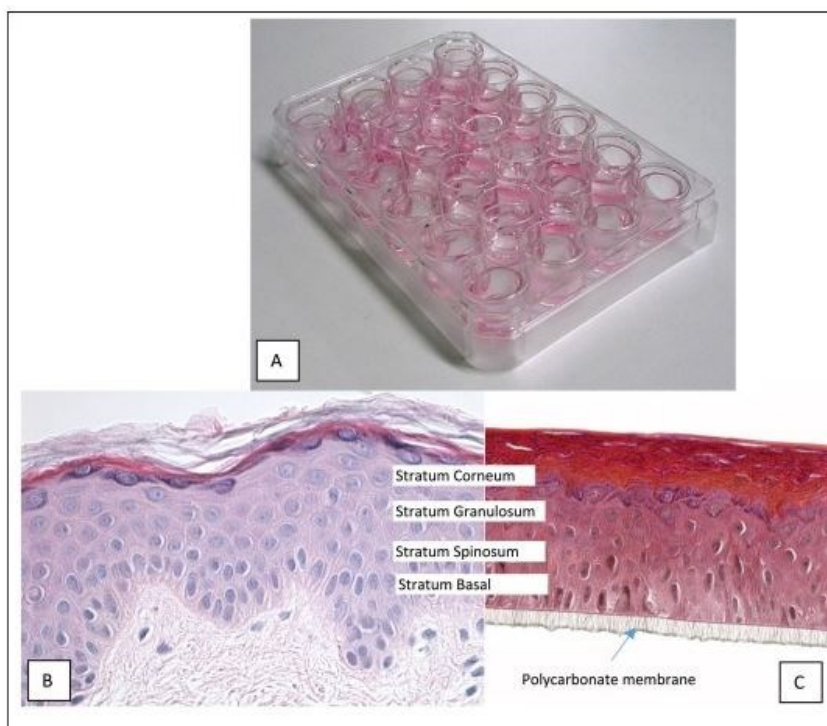 A
Stratum Corneum
Stratum Granulosum
Stratum Spinosum
Stratum Basal
B
Polycarbonate membrane
C